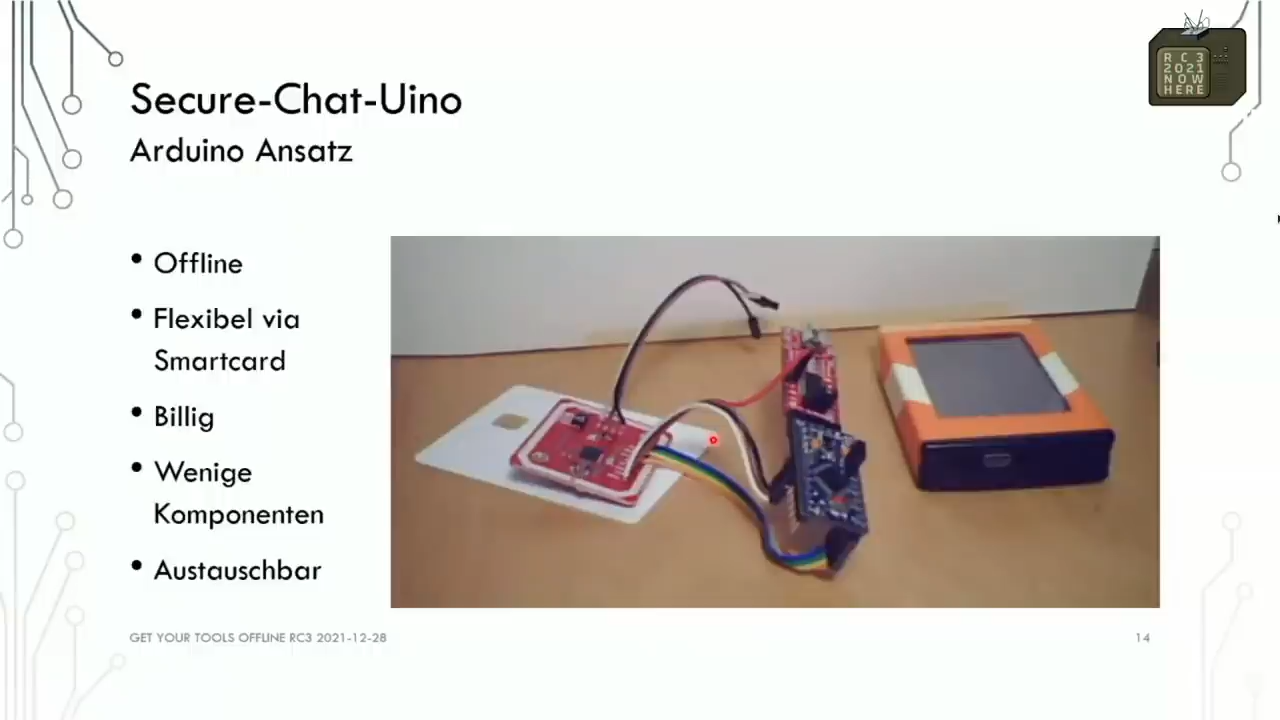 Secure-Chat-Uino
Arduino Ansatz
R C 3
2021
NOW
HERE
• Offline
• Flexibel via
Smartcard
• Billig
• Wenige
Komponenten
• Austauschbar
GET YOUR TOOLS OFFLINE RC3 2021-12-28
14